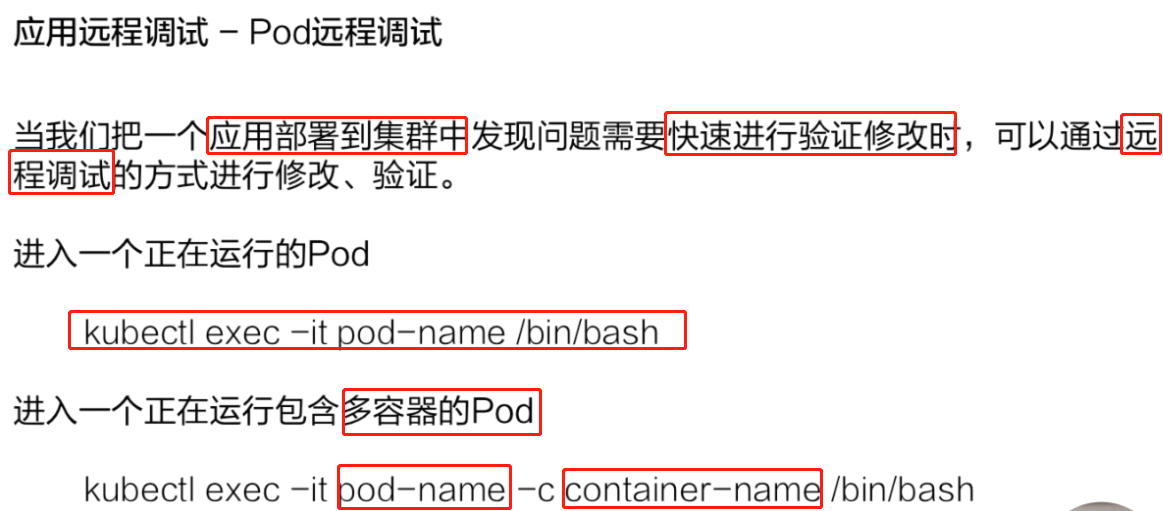 应用远程调试 – Pod远程调试
当我们把一个应用部署到集群中发现问题需要快速进行验证修改时，可以通过远
程调试的方式进行修改、验证。
进入一个正在运行的Pod
kubectl exec –it pod–name /bin/bash
进入一个正在运行包含多容器的Pod
kubectl exec –it pod–name –c container–name /bin/bash